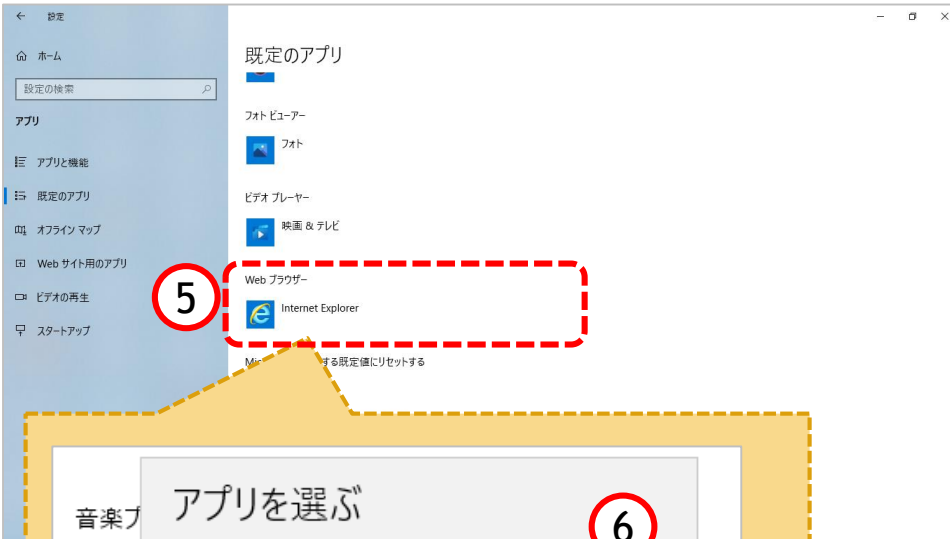 設定
ホーム
設定の検索
アプリ
アプリと機能
既定のアプリ
オフライン マップ
Web サイト用のアプリ
ビデオの再生
スタートアップ
既定のアプリ
フォト ビューアー
フォト
ビデオ プレーヤー
映画 & テレビ
5
Web ブラウザー
Internet Explorer
する既定値にリセットする
アプリを選ぶ
音楽プ
6